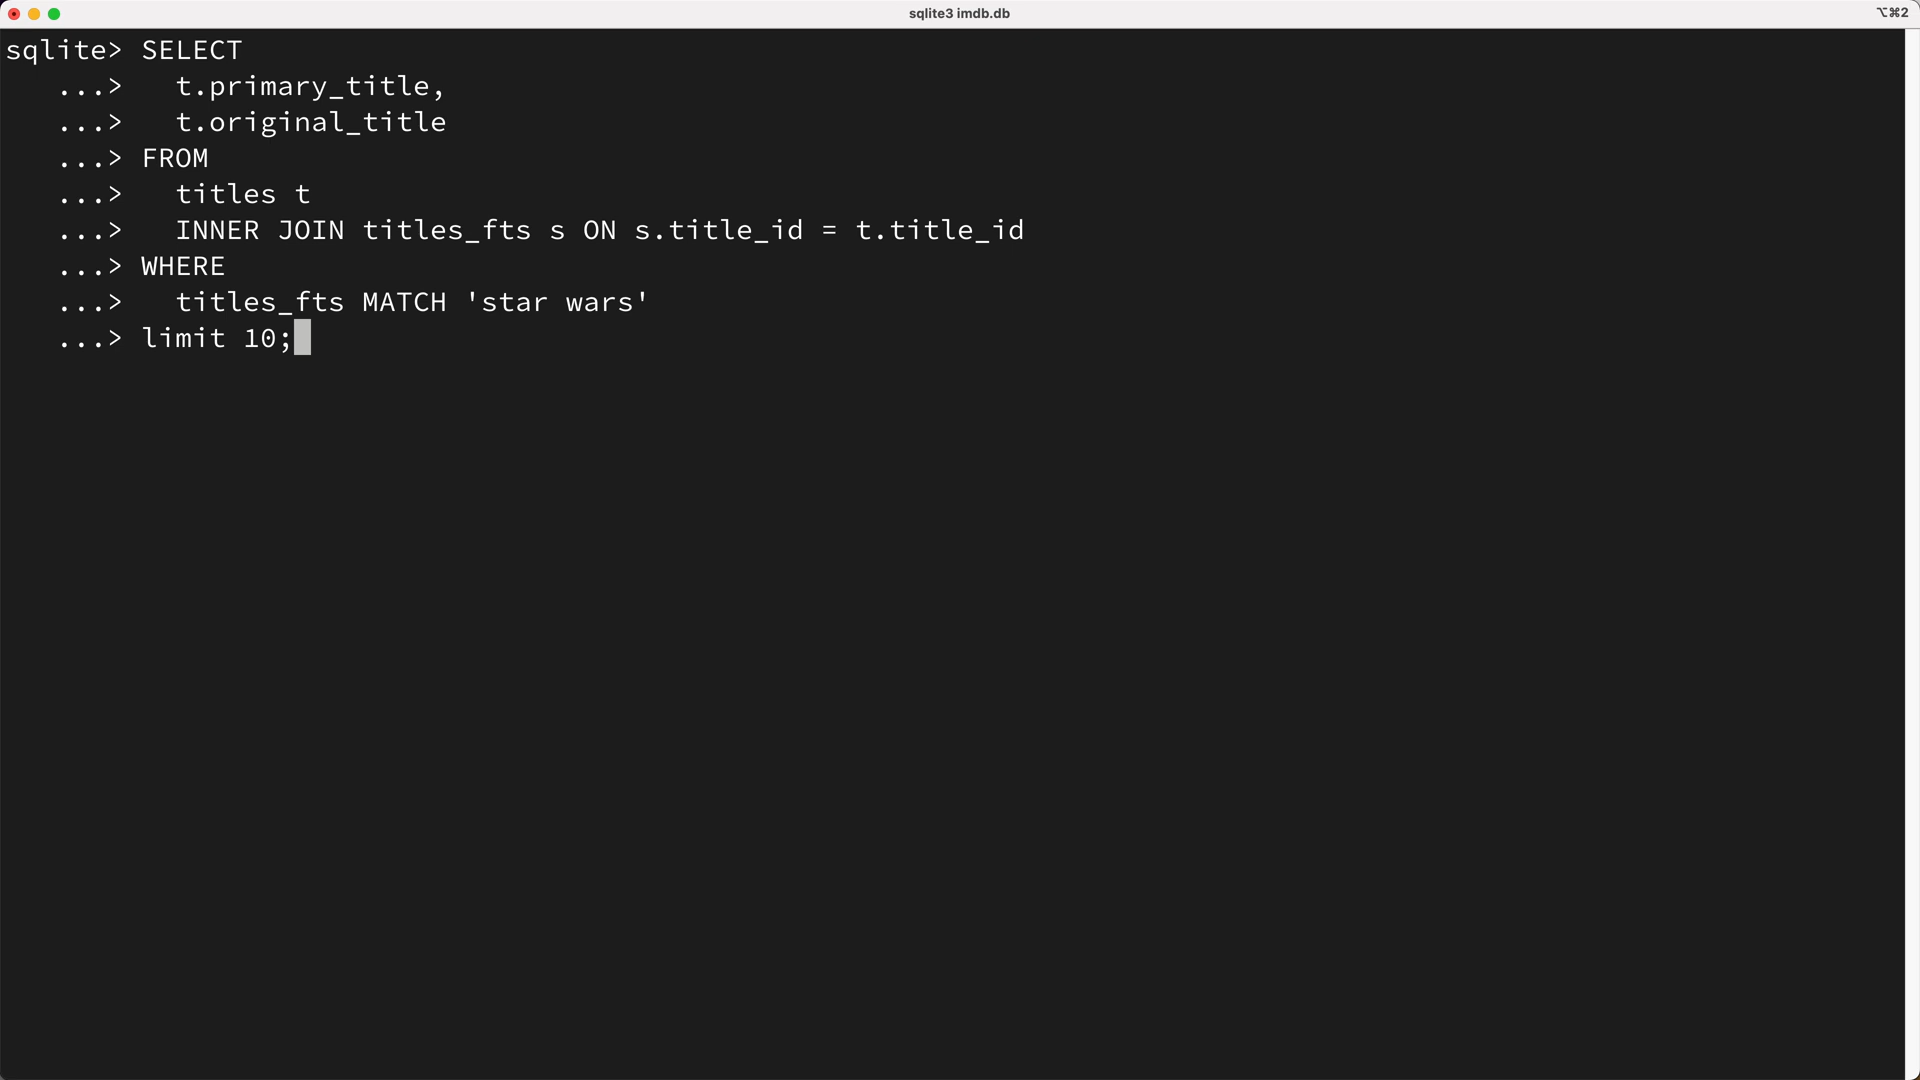 sqlite3 imdb.db
⌥⌘2
sqlite> SELECT
   ...>   t.primary_title,
   ...>   t.original_title
   ...> FROM
   ...>   titles t
   ...>   INNER JOIN titles_fts s ON s.title_id = t.title_id
   ...> WHERE
   ...>   titles_fts MATCH 'star wars'
   ...> limit 10;